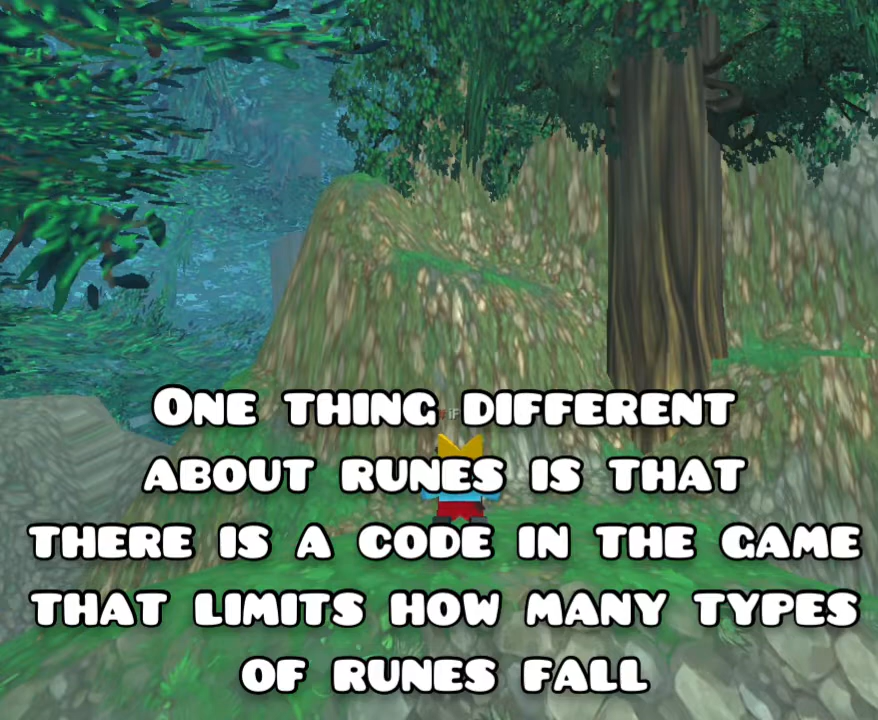 One thing different
about runes is that
there is a code in the game
that limits how many types
of runes fall